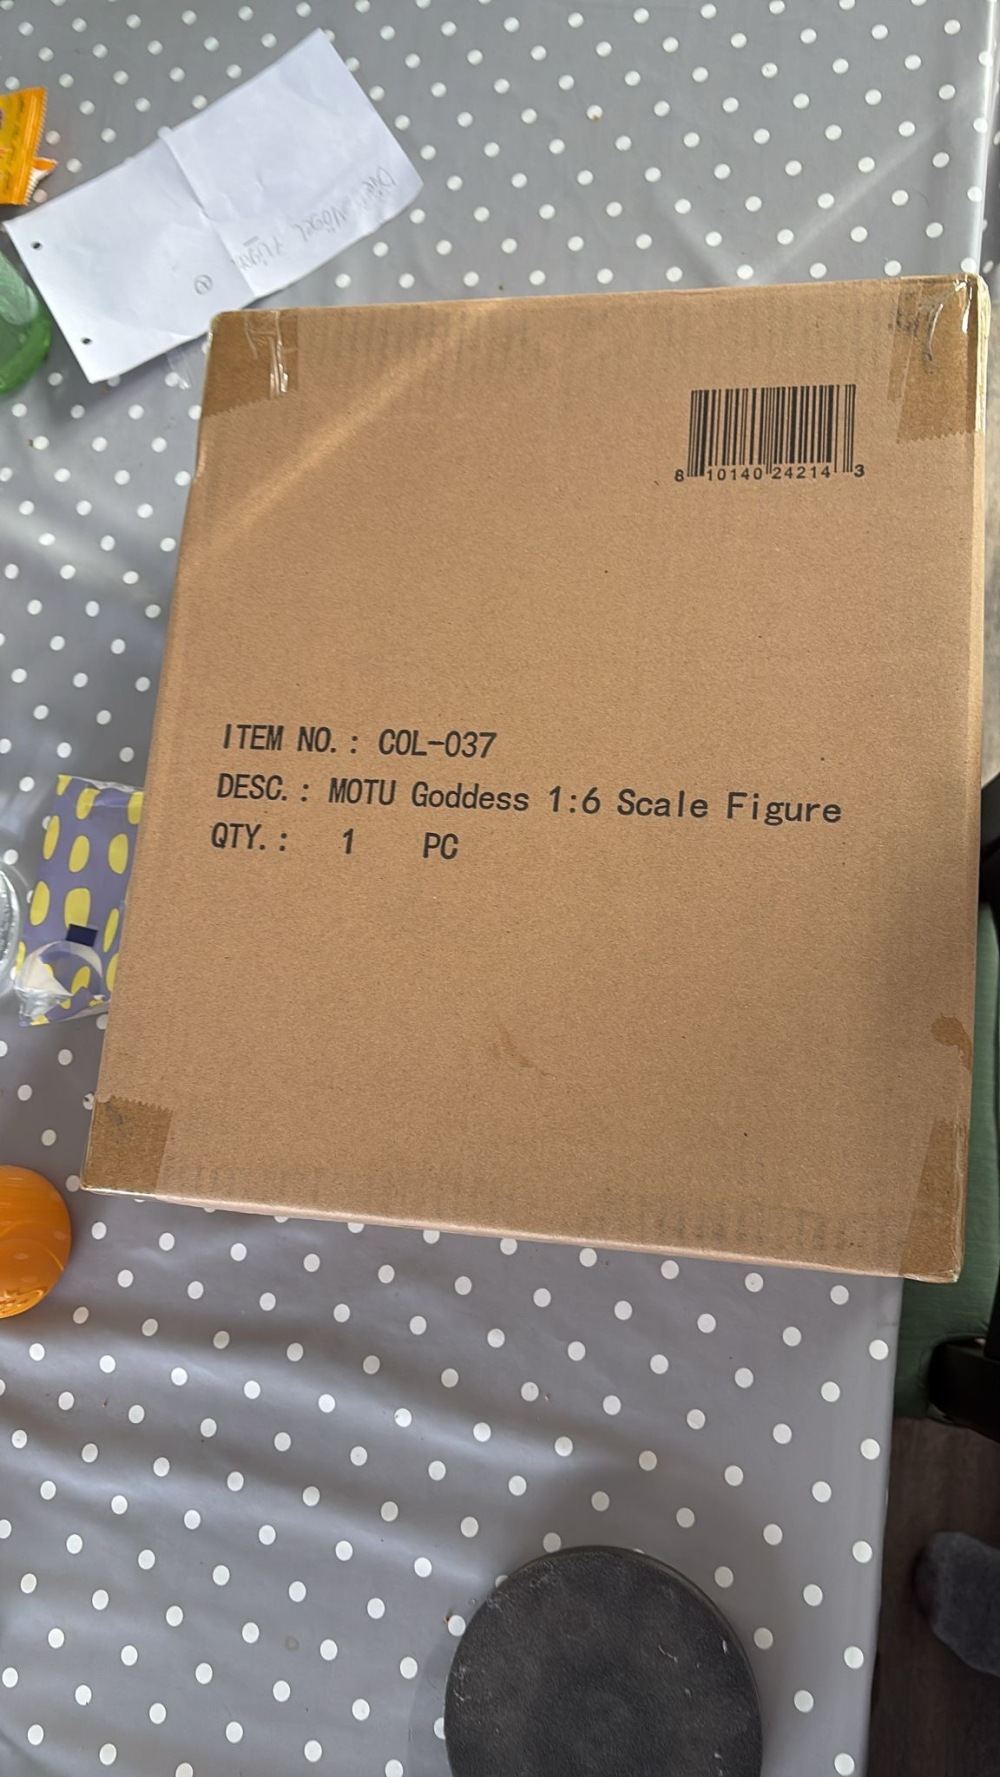 8 10140 24214 3
ITEM NO.: COL-037
DESC.: MOTU Goddess 1:6 Scale Figure
QTY.: 1 PC